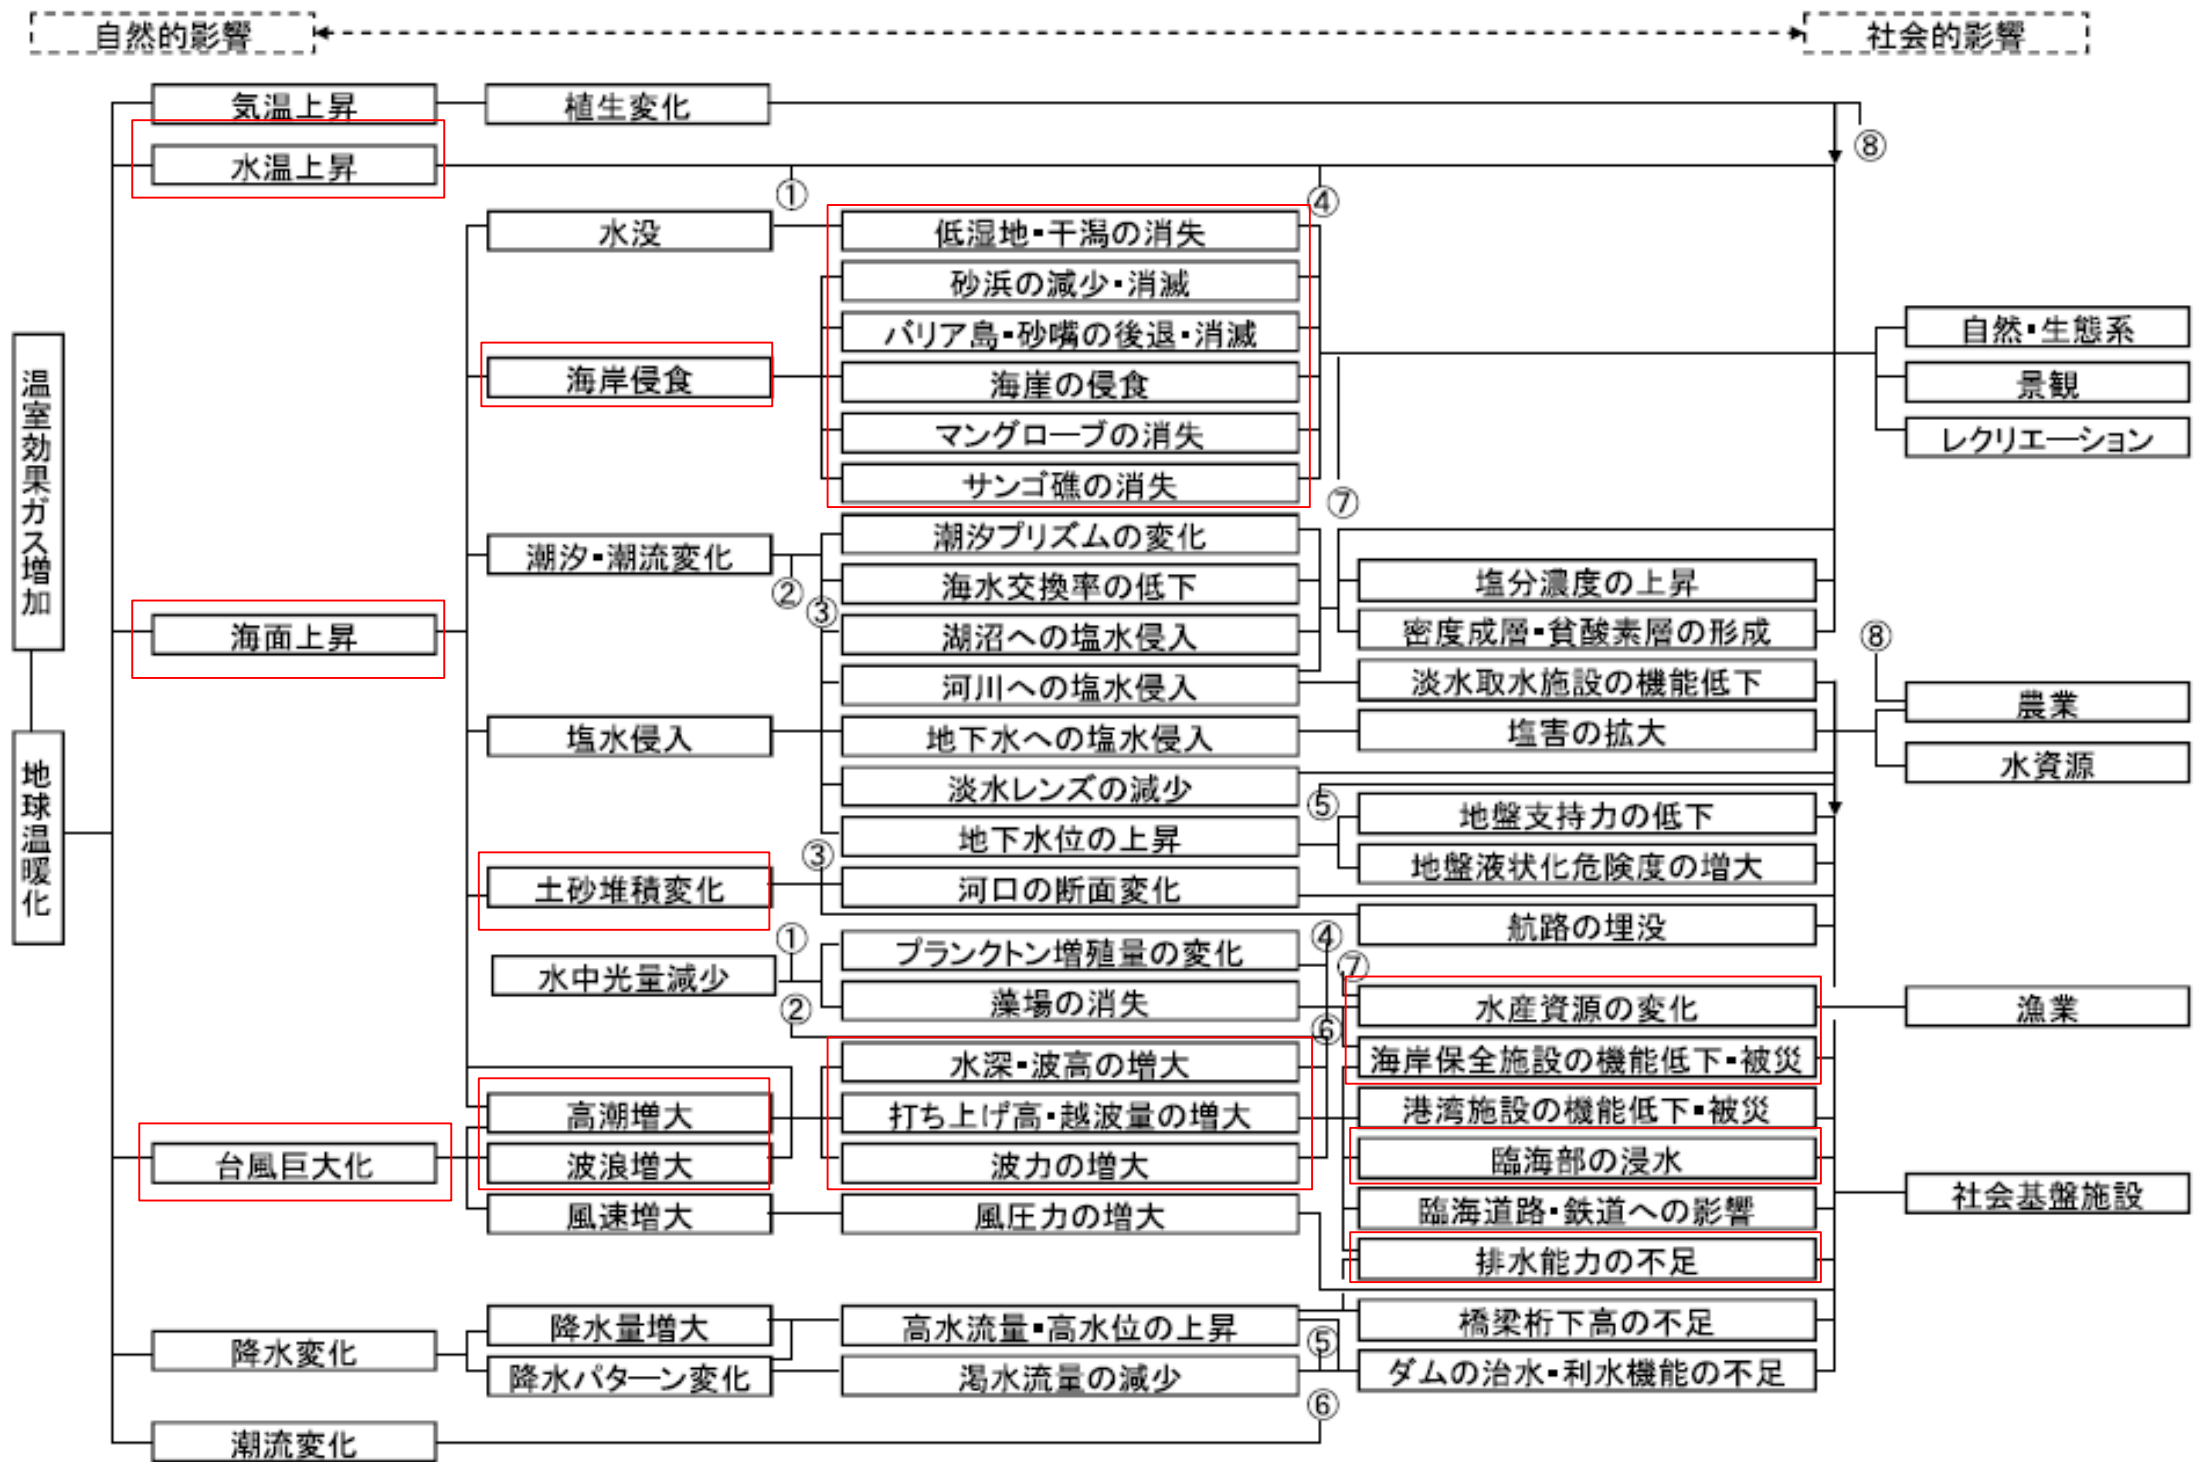 自然的影響
社会的影響
気温上昇
植生変化
⑧
水温上昇
①
④
水没
低湿地・干潟の消失
砂浜の減少・消滅
バリア島・砂嘴の後退・消滅
自然・生態系
海岸侵食
海崖の侵食
景観
マングローブの消失
レクリエーション
サンゴ礁の消失
⑦
温室効果ガス増加
潮汐・潮流変化
潮汐プリズムの変化
②
③
海水交換率の低下
塩分濃度の上昇
海面上昇
湖沼への塩水侵入
密度成層・貧酸素層の形成
⑧
河川への塩水侵入
淡水取水施設の機能低下
農業
塩水侵入
地下水への塩水侵入
塩害の拡大
水資源
地球温暖化
淡水レンズの減少
⑤
地盤支持力の低下
地下水位の上昇
③
地盤液状化危険度の増大
土砂堆積変化
河口の断面変化
航路の埋没
①
④
プランクトン増殖量の変化
水中光量減少
⑦
②
藻場の消失
水産資源の変化
漁業
⑥
水深・波高の増大
海岸保全施設の機能低下・被災
高潮増大
打ち上げ高・越波量の増大
港湾施設の機能低下・被災
台風巨大化
波浪増大
波力の増大
臨海部の浸水
社会基盤施設
風速増大
風圧力の増大
臨海道路・鉄道への影響
排水能力の不足
降水変化
降水量増大
高水流量・高水位の上昇
⑤
橋梁桁下高の不足
降水パターン変化
渇水流量の減少
ダムの治水・利水機能の不足
⑥
潮流変化